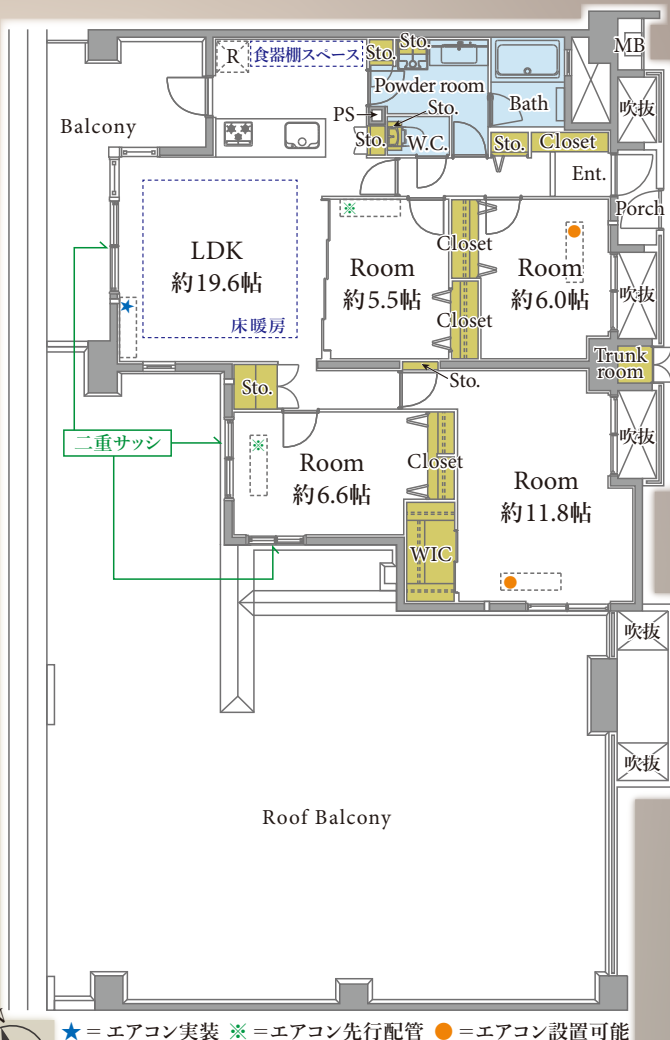 MB
R
食器棚スペース
Sto.
Sto.
Powder room
吹抜
Balcony
PS
Sto.
Bath
Sto.
W.C.
Sto.
Closet
Ent.
Porch
※
LDK
約19.6帖
床暖房
★
Room
約5.5帖
Closet
Closet
Room
約6.0帖
吹抜
Trunk
room
Sto.
Sto.
吹抜
二重サッシ
※
Room
約6.6帖
Closet
Room
約11.8帖
WIC
吹抜
吹抜
Roof Balcony
★=エアコン実装 ※=エアコン先行配管 ●=エアコン設置可能